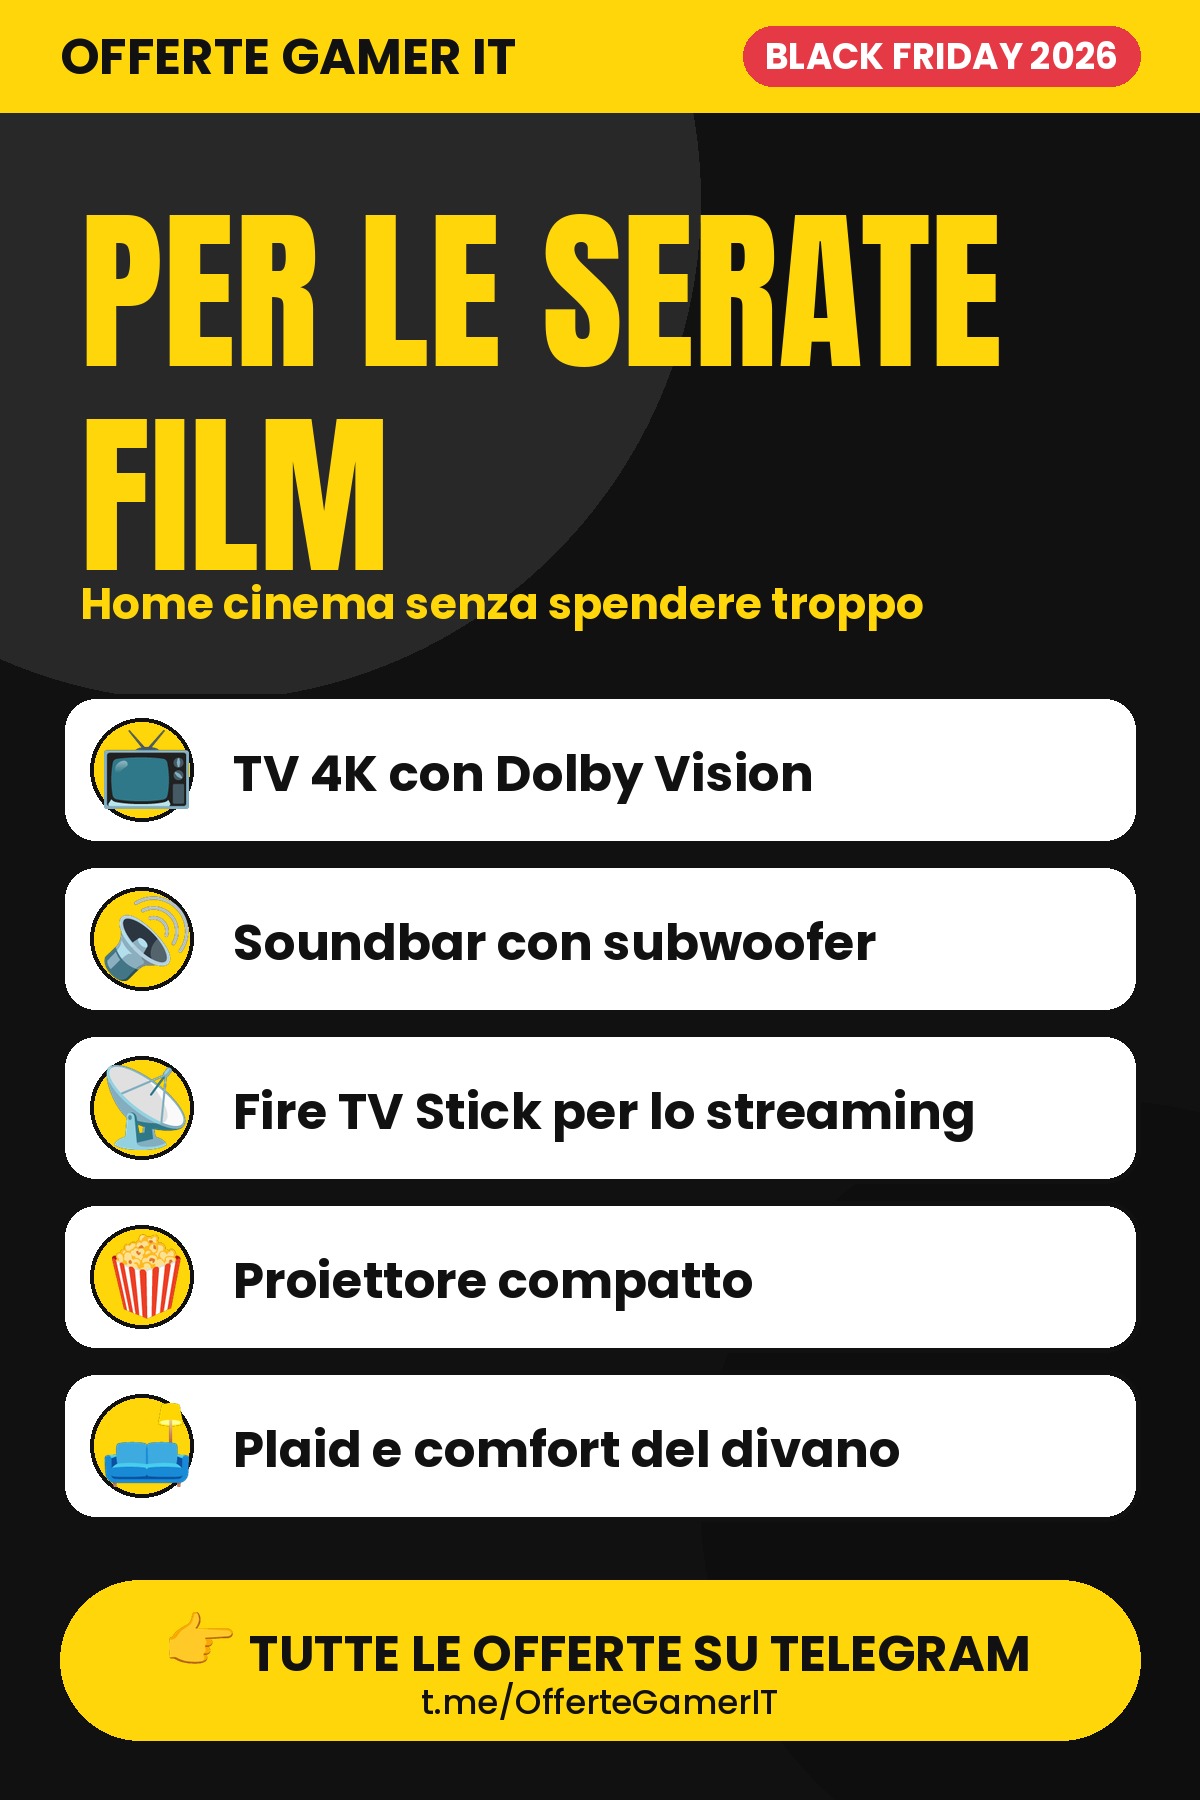 OFFERTE GAMER IT
BLACK FRIDAY 2026
PER LE SERATE
FILM
Home cinema senza spendere troppo
TV 4K con Dolby Vision
Soundbar con subwoofer
Fire TV Stick per lo streaming
Proiettore compatto
Plaid e comfort del divano
TUTTE LE OFFERTE SU TELEGRAM
t.me/OfferteGamerIT